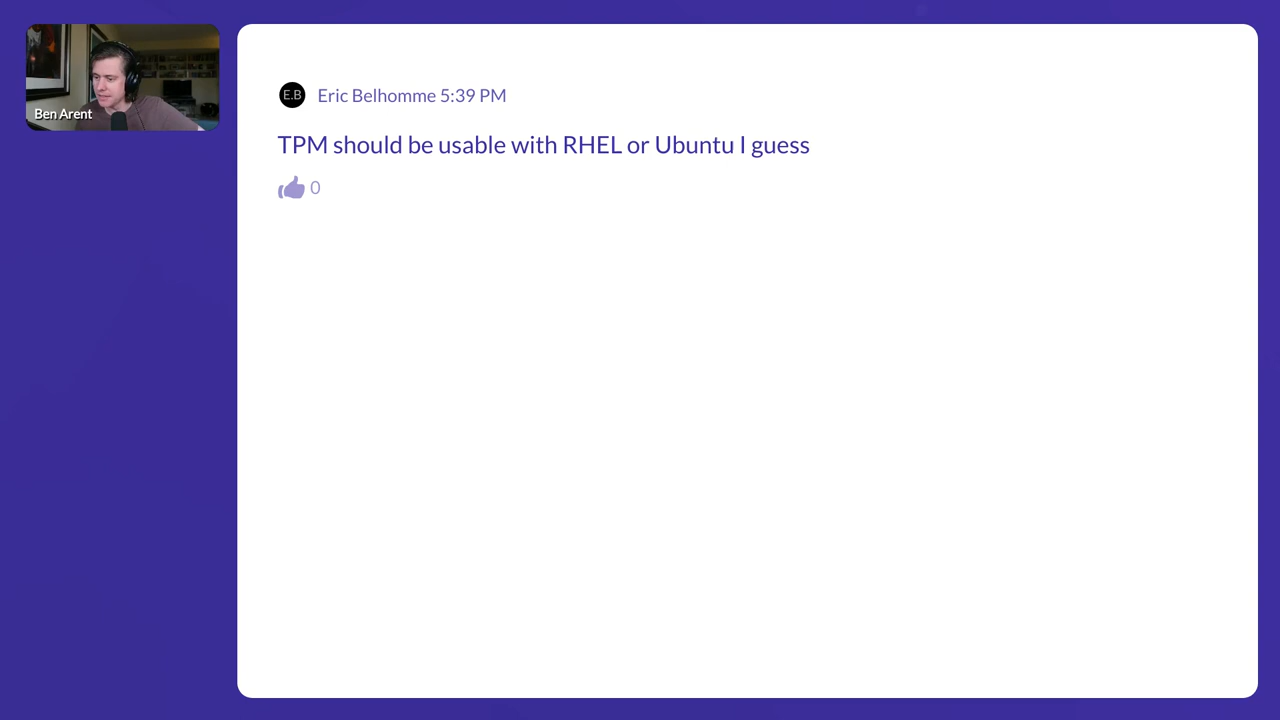 Ben Arent
E.B
Eric Belhomme 5:39 PM
TPM should be usable with RHEL or Ubuntu I guess
0